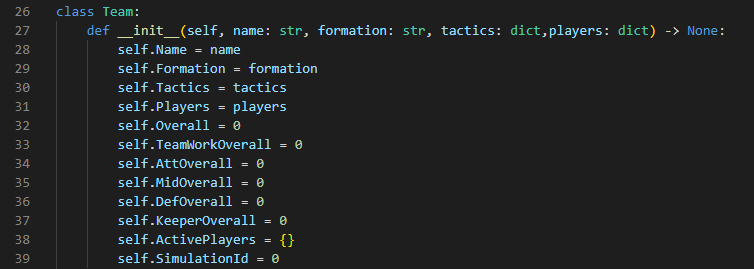 26 class Team:
27     def __init__(self, name: str, formation: str, tactics: dict,players: dict) -> None:
28         self.Name = name
29         self.Formation = formation
30         self.Tactics = tactics
31         self.Players = players
32         self.Overall = 0
33         self.TeamWorkOverall = 0
34         self.AttOverall = 0
35         self.MidOverall = 0
36         self.DefOverall = 0
37         self.KeeperOverall = 0
38         self.ActivePlayers = {}
39         self.SimulationId = 0